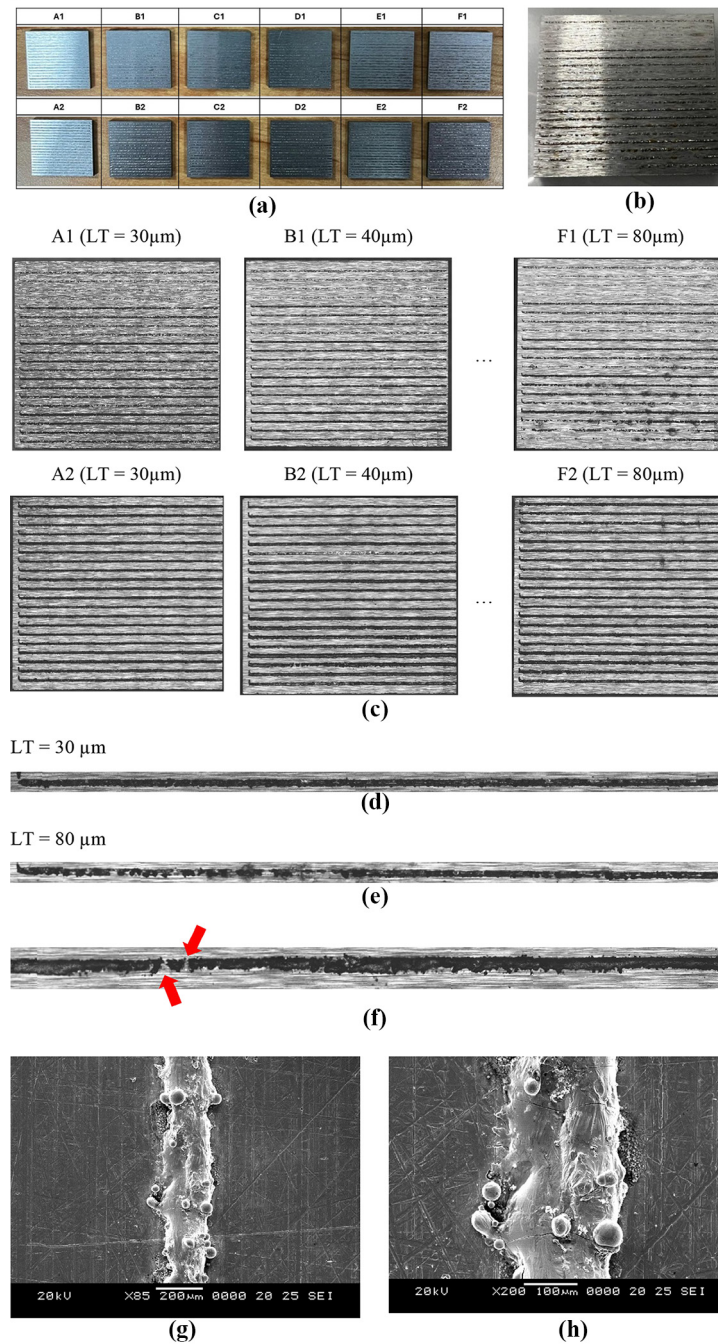 A1 B1 C1 D1 E1 F1
A2 B2 C2 D2 E2 F2
(a)
(b)
A1 (LT = 30µm) B1 (LT = 40µm) F1 (LT = 80µm)
...
A2 (LT = 30µm) B2 (LT = 40µm) F2 (LT = 80µm)
...
(c)
LT = 30 µm
(d)
LT = 80 µm
(e)
(f)
20kV X85 200µm 0000 20 25 SEI
20kV X200 100µm 0000 20 25 SEI
(g)
(h)